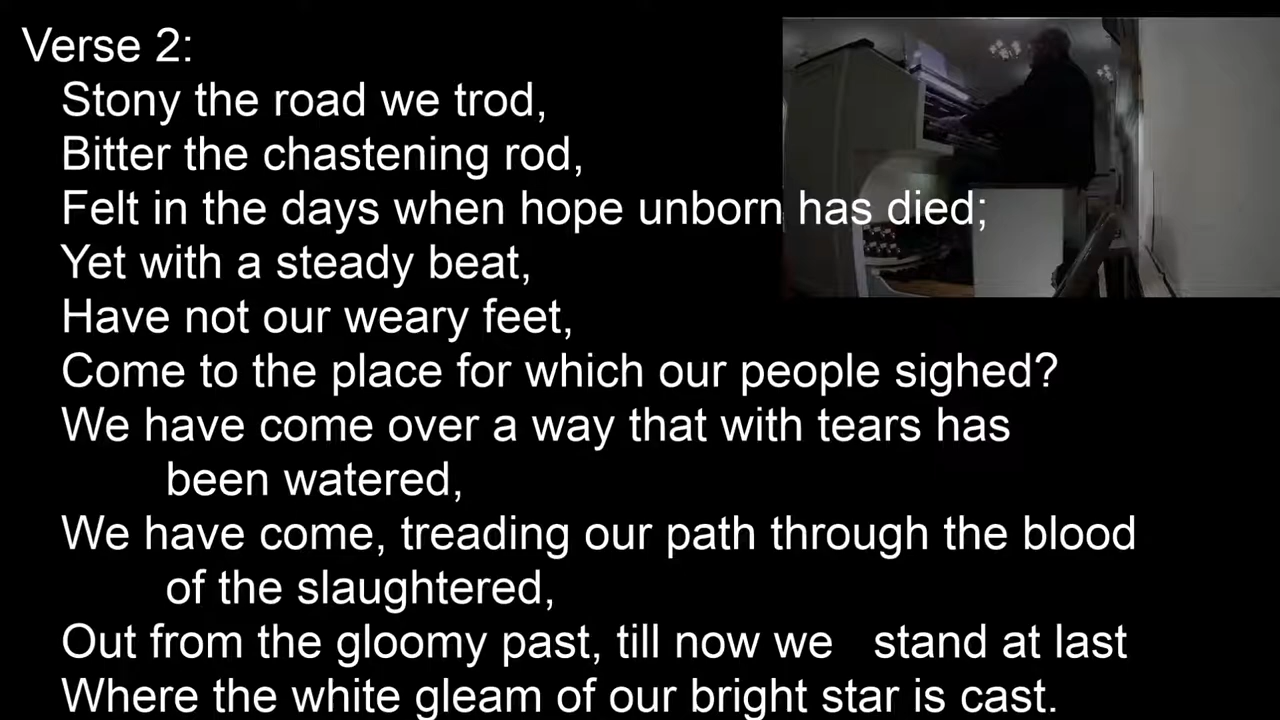 Verse 2:
Stony the road we trod,
Bitter the chastening rod,
Felt in the days when hope unborn has died;
Yet with a steady beat,
Have not our weary feet,
Come to the place for which our people sighed?
We have come over a way that with tears has
been watered,
We have come, treading our path through the blood
of the slaughtered,
Out from the gloomy past, till now we stand at last
Where the white gleam of our bright star is cast.